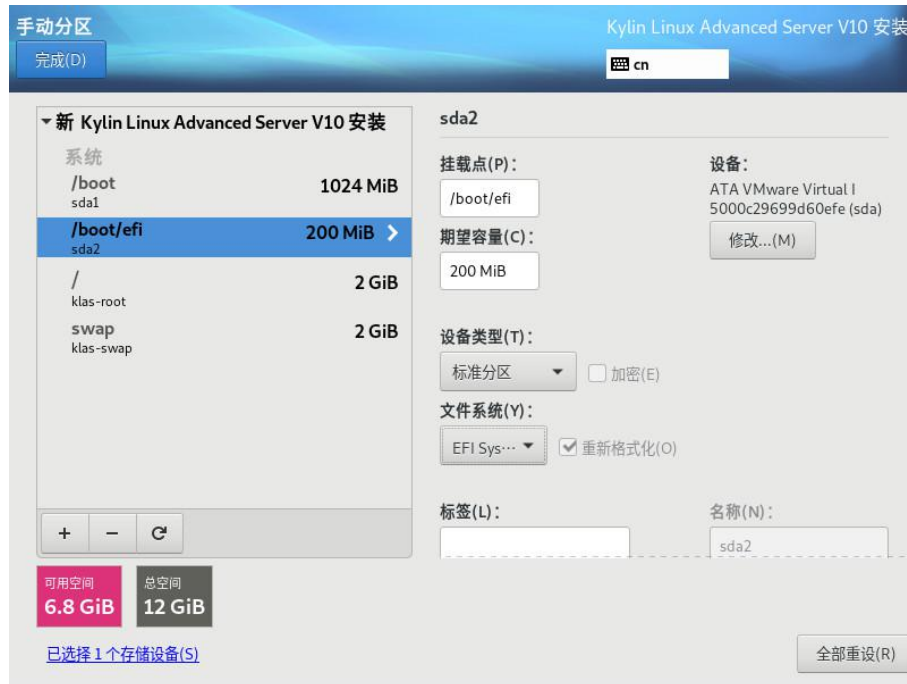 手动分区
Kylin Linux Advanced Server V10 安装
完成(D)
cn
新 Kylin Linux Advanced Server V10 安装
系统
/boot
1024 MiB
sda1
/boot/efi
200 MiB
sda2
/
2 GiB
klas-root
swap
2 GiB
klas-swap
sda2
挂载点(P)：
/boot/efi
期望容量(C)：
200 MiB
设备：
ATA VMware Virtual I
5000c29699d60efe (sda)
修改...(M)
设备类型(T)：
标准分区
加密(E)
文件系统(Y)：
EFI Sys…
重新格式化(O)
标签(L)：
名称(N)：
sda2
可用空间
6.8 GiB
总空间
12 GiB
已选择 1 个存储设备(S)
全部重设(R)